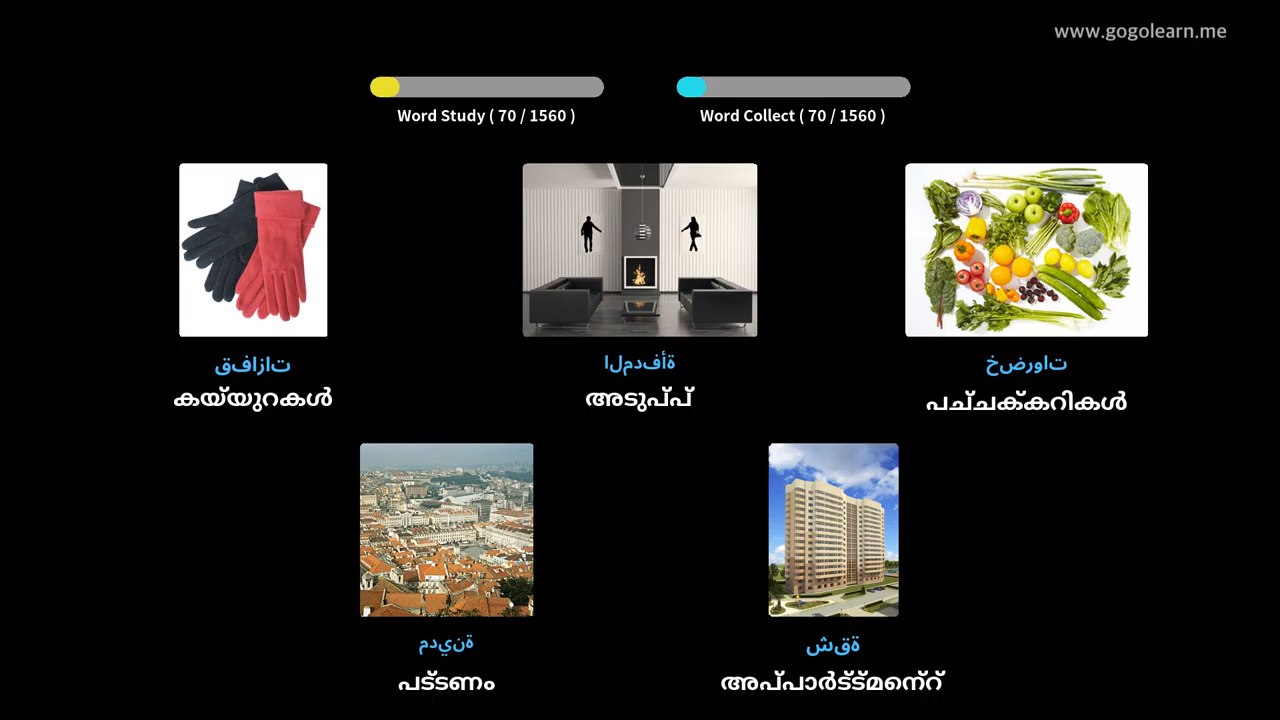 www.gogolearn.me
Word Study ( 70 / 1560 )
Word Collect ( 70 / 1560 )
قفازات
കയ്യുറകൾ
المدفأة
അടുപ്പ്
خضروات
പച്ചക്കറികൾ
مدينة
പട്ടണം
شقة
അപ്പാർട്ട്മെന്റ്